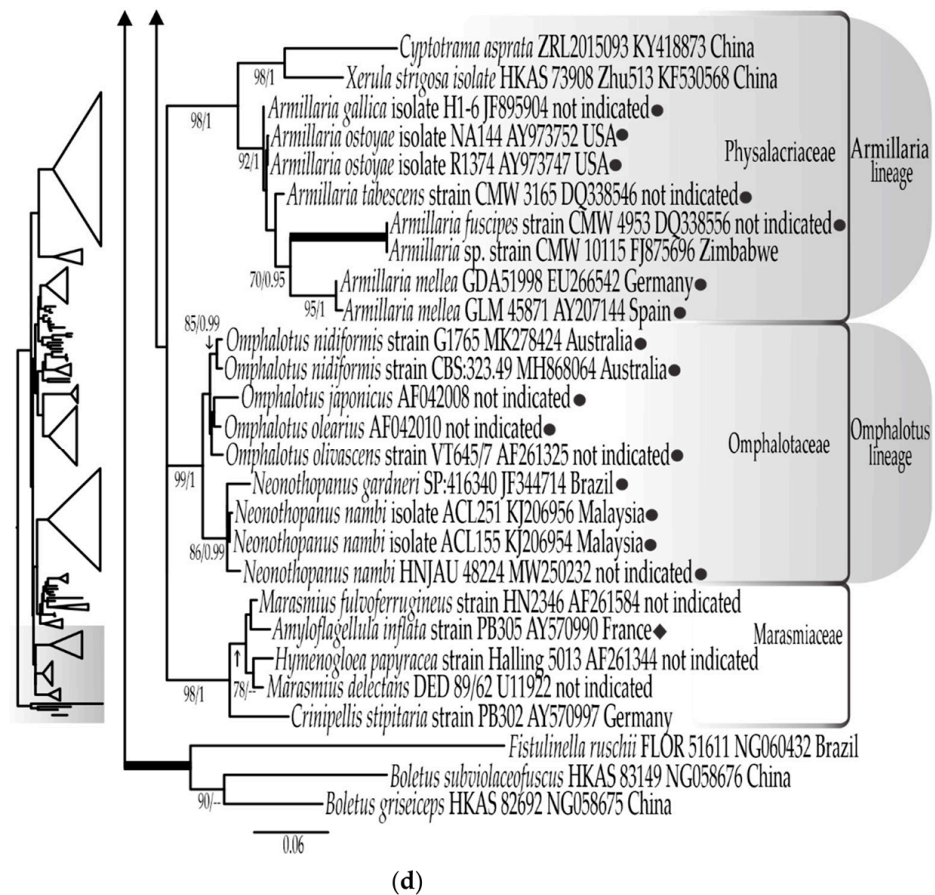 Cyptotrama asprata ZRL2015093 KY418873 China
98/1
Xerula strigosa isolate HKAS 73908 Zhu513 KF530568 China
98/1
Armillaria gallica isolate H1-6 JF895904 not indicated
Armillaria ostoyae isolate NA144 AY973752 USA
92/1
Physalacriaceae
Armillaria lineage
Armillaria ostoyae isolate R1374 AY973747 USA
Armillaria tabescens strain CMW 3165 DQ338546 not indicated
Armillaria fuscipes strain CMW 4953 DQ338556 not indicated
Armillaria sp. strain CMW 10115 FJ875696 Zimbabwe
70/0.95
Armillaria mellea GDA51998 EU266542 Germany
95/1
Armillaria mellea GLM 45871 AY207144 Spain
85/0.99
Omphalotus nidiformis strain G1765 MK278424 Australia
Omphalotus nidiformis strain CBS:323.49 MH868064 Australia
Omphalotus japonicus AF042008 not indicated
Omphalotus olearius AF042010 not indicated
Omphalotaceae
Omphalotus lineage
Omphalotus olivascens strain VT645/7 AF261325 not indicated
99/1
Neonothopanus gardneri SP:416340 JF344714 Brazil
Neonothopanus nambi isolate ACL251 KJ206956 Malaysia
Neonothopanus nambi isolate ACL155 KJ206954 Malaysia
86/0.99
Neonothopanus nambi HNJAU 48224 MW250232 not indicated
Marasmius fulvoferrugineus strain HN2346 AF261584 not indicated
Amyloflagellula inflata strain PB305 AY570990 France
Marasmiaceae
Hymenogloea papyracea strain Halling 5013 AF261344 not indicated
98/1
78/--
Marasmius delectans DED 89/62 U11922 not indicated
Crinipellis stipitaria strain PB302 AY570997 Germany
Fistulinella ruschii FLOR 51611 NG060432 Brazil
Boletus subviolaceofuscus HKAS 83149 NG058676 China
90/--
Boletus griseiceps HKAS 82692 NG058675 China
0.06
(d)